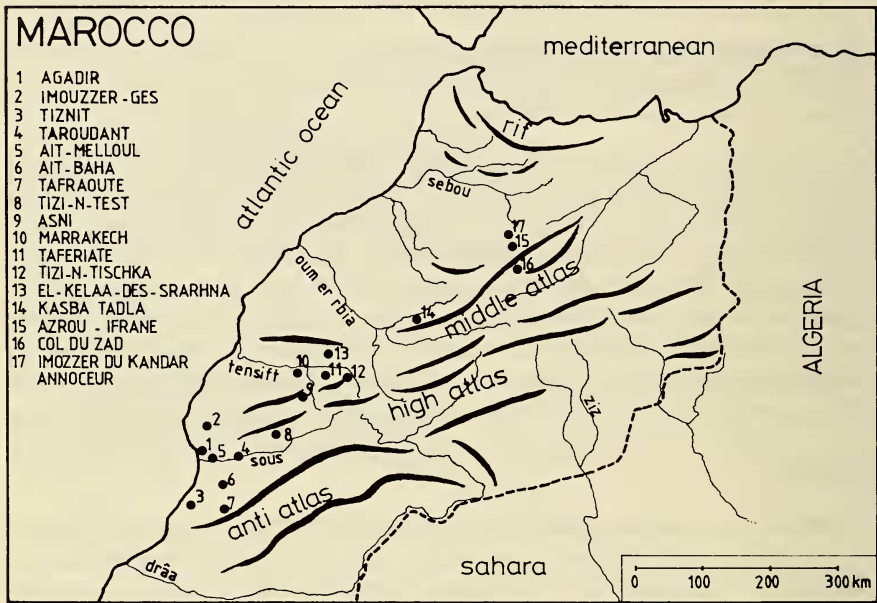 MAROCCO
1 AGADIR
2 IMOUZZER-GES
3 TIZNIT
4 TAROUDANT
5 AIT-MELLOUL
6 AIT-BAHA
7 TAFRAOUTE
8 TIZI-N-TEST
9 ASNI
10 MARRAKECH
11 TAFERIATE
12 TIZI-N-TISCHKA
13 EL-KELAA-DES-SRARHNA
14 KASBA TADLA
15 AZROU - IFRANE
16 COL DU ZAD
17 IMOZZER DU KANDAR
ANNOCEUR
mediterranean
atlantic ocean
rif
sebou
17
15
16
oum er rbia
middle atlas
14
ALGERIA
13
tensift
10
11
12
9
high atlas
ziz
2
8
1
5
4
sous
6
3
7
anti atlas
drâa
sahara
0 100 200 300 km